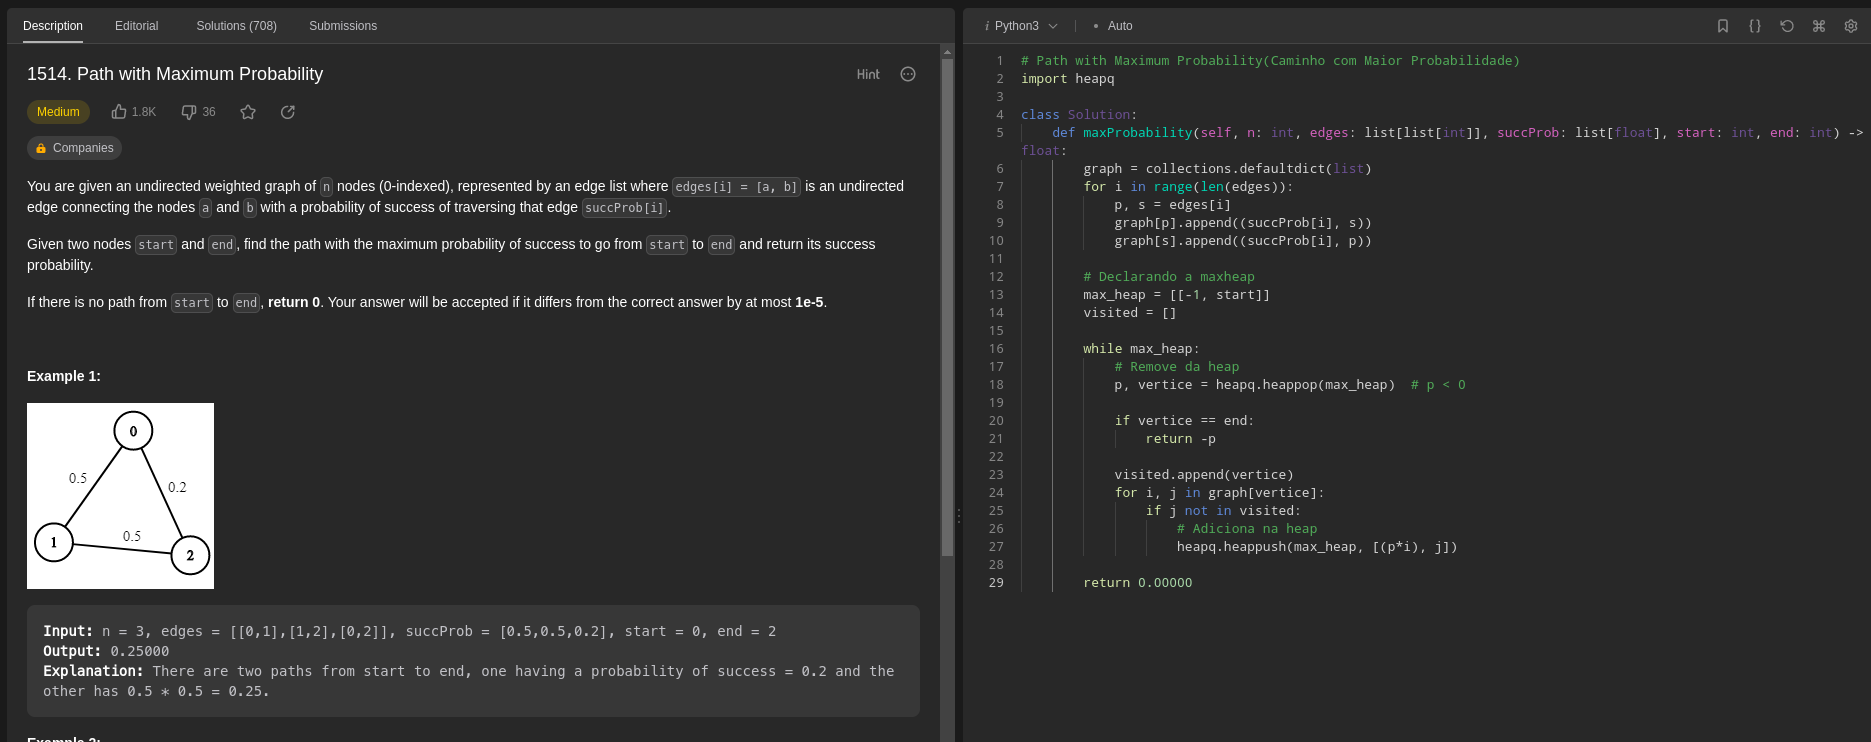 Description Editorial Solutions (708) Submissions
1514. Path with Maximum Probability
Hint
Medium 1.8K 36
Companies
You are given an undirected weighted graph of n nodes (0-indexed), represented by an edge list where edges[i] = [a, b] is an undirected
edge connecting the nodes a and b with a probability of success of traversing that edge succProb[i].
Given two nodes start and end, find the path with the maximum probability of success to go from start to end and return its success
probability.
If there is no path from start to end, return 0. Your answer will be accepted if it differs from the correct answer by at most 1e-5.
Example 1:
0
0.5
0.2
0.5
1
2
Input: n = 3, edges = [[0,1],[1,2],[0,2]], succProb = [0.5,0.5,0.2], start = 0, end = 2
Output: 0.25000
Explanation: There are two paths from start to end, one having a probability of success = 0.2 and the
other has 0.5 * 0.5 = 0.25.
Example 2:
i Python3 Auto
1 # Path with Maximum Probability(Caminho com Maior Probabilidade)
2 import heapq
3
4 class Solution:
5 def maxProbability(self, n: int, edges: list[list[int]], succProb: list[float], start: int, end: int) ->
float:
6 graph = collections.defaultdict(list)
7 for i in range(len(edges)):
8 p, s = edges[i]
9 graph[p].append((succProb[i], s))
10 graph[s].append((succProb[i], p))
11
12 # Declarando a maxheap
13 max_heap = [[-1, start]]
14 visited = []
15
16 while max_heap:
17 # Remove da heap
18 p, vertice = heapq.heappop(max_heap) # p < 0
19
20 if vertice == end:
21 return -p
22
23 visited.append(vertice)
24 for i, j in graph[vertice]:
25 if j not in visited:
26 # Adiciona na heap
27 heapq.heappush(max_heap, [(p*i), j])
28
29 return 0.00000